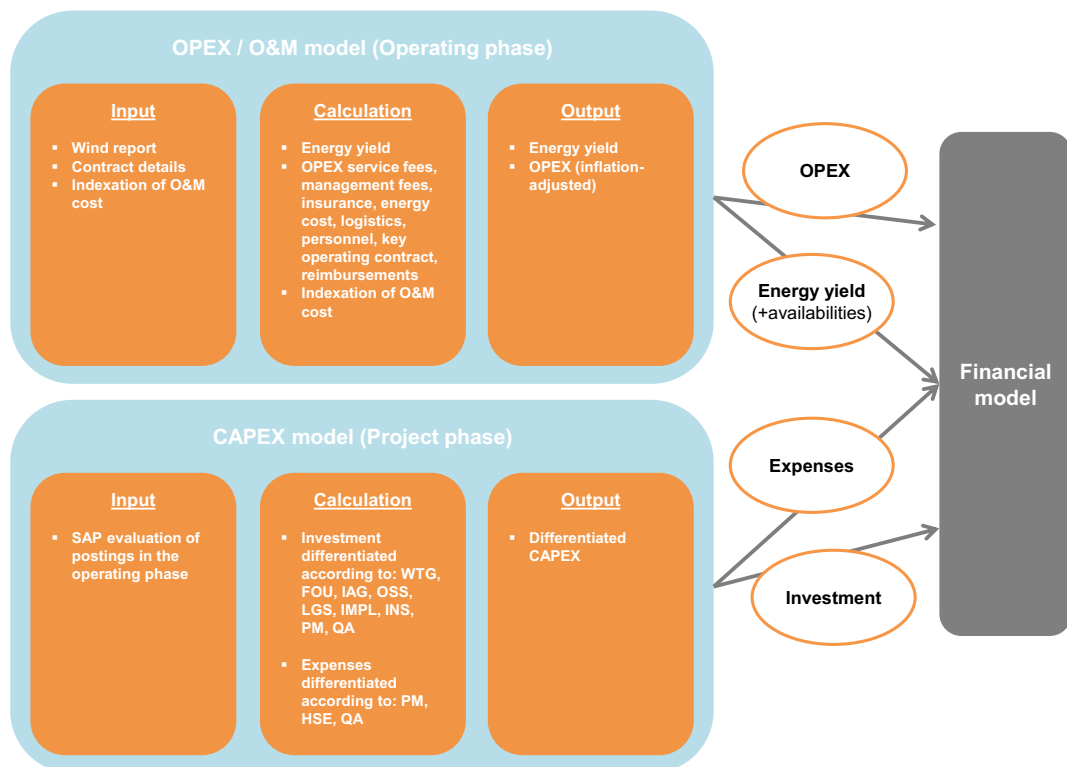 OPEX / O&M model (Operating phase)
Input
▪ Wind report
▪ Contract details
▪ Indexation of O&M
cost
Calculation
▪ Energy yield
▪ OPEX service fees,
management fees,
insurance, energy
cost, logistics,
personnel, key
operating contract,
reimbursements
▪ Indexation of O&M
cost
Output
▪ Energy yield
▪ OPEX (inflation-
adjusted)
OPEX
Energy yield
(+availabilities)
CAPEX model (Project phase)
Input
▪ SAP evaluation of
postings in the
operating phase
Calculation
▪ Investment
differentiated
according to: WTG,
FOU, IAG, OSS,
LGS, IMPL, INS,
PM, QA
▪ Expenses
differentiated
according to: PM,
HSE, QA
Output
▪ Differentiated
CAPEX
Expenses
Investment
Financial
model